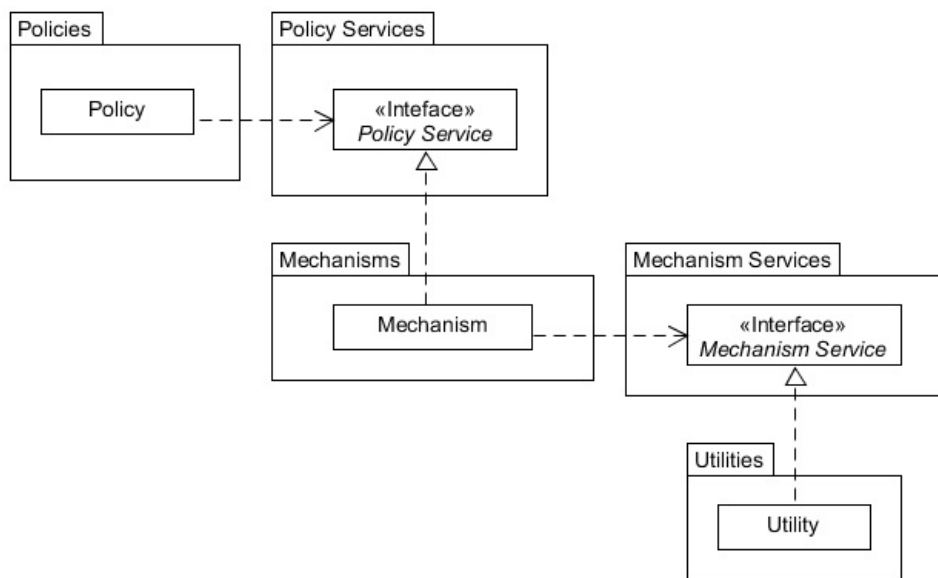 Policies
Policy Services
Policy
«Inteface»
Policy Service
Mechanisms
Mechanism Services
Mechanism
«Interface»
Mechanism Service
Utilities
Utility